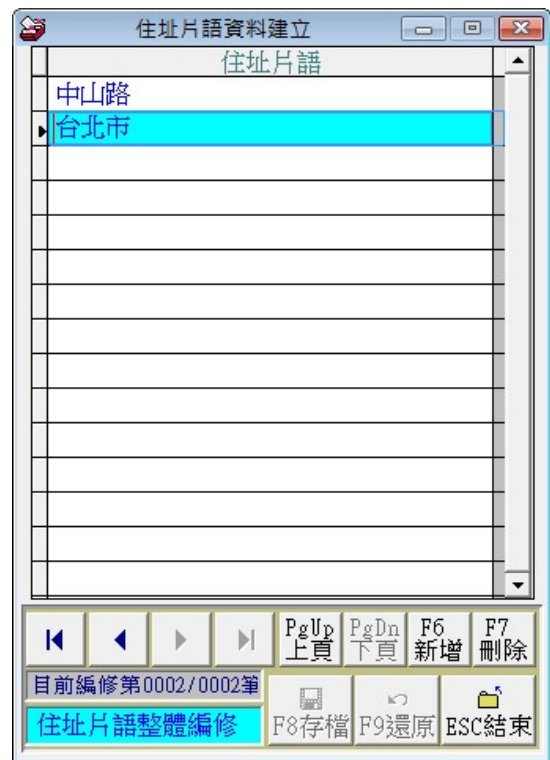 住址片語資料建立
住址片語
中山路
台北市
PgUp PgDn F6 F7
上頁 下頁 新增 刪除
目前編修第0002/0002筆
住址片語整體編修 F8存檔 F9還原 ESC結束